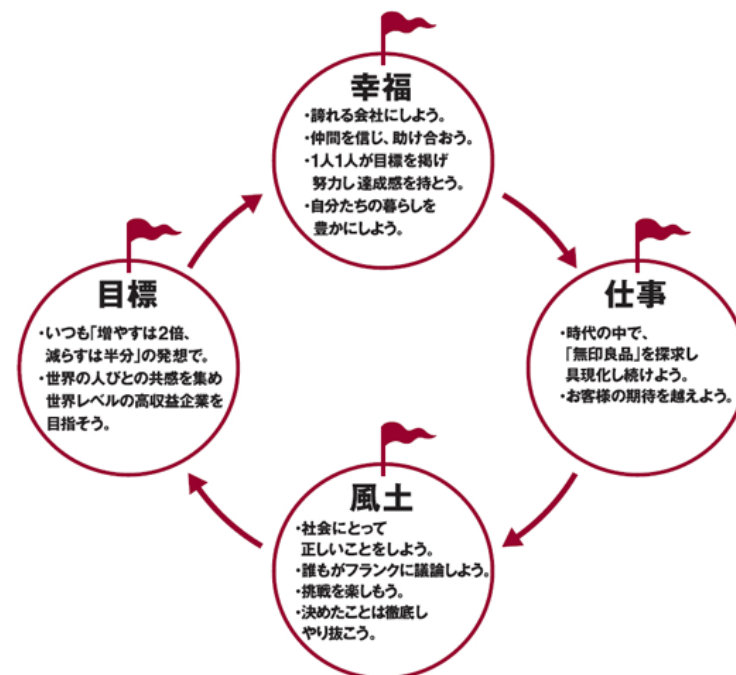 幸福
・誇れる会社にしよう。
・仲間を信じ、助け合おう。
・1人1人が目標を掲げ
努力し達成感を持とう。
・自分たちの暮らしを
豊かにしよう。
仕事
・時代の中で、
「無印良品」を探求し
具現化し続けよう。
・お客様の期待を越えよう。
風土
・社会にとって
正しいことをしよう。
・誰もがフランクに議論しよう。
・挑戦を楽しもう。
・決めたことは徹底し
やり抜こう。
目標
・いつも「増やすは2倍、
減らすは半分」の発想で。
・世界の人びとの共感を集め
世界レベルの高収益企業を
目指そう。